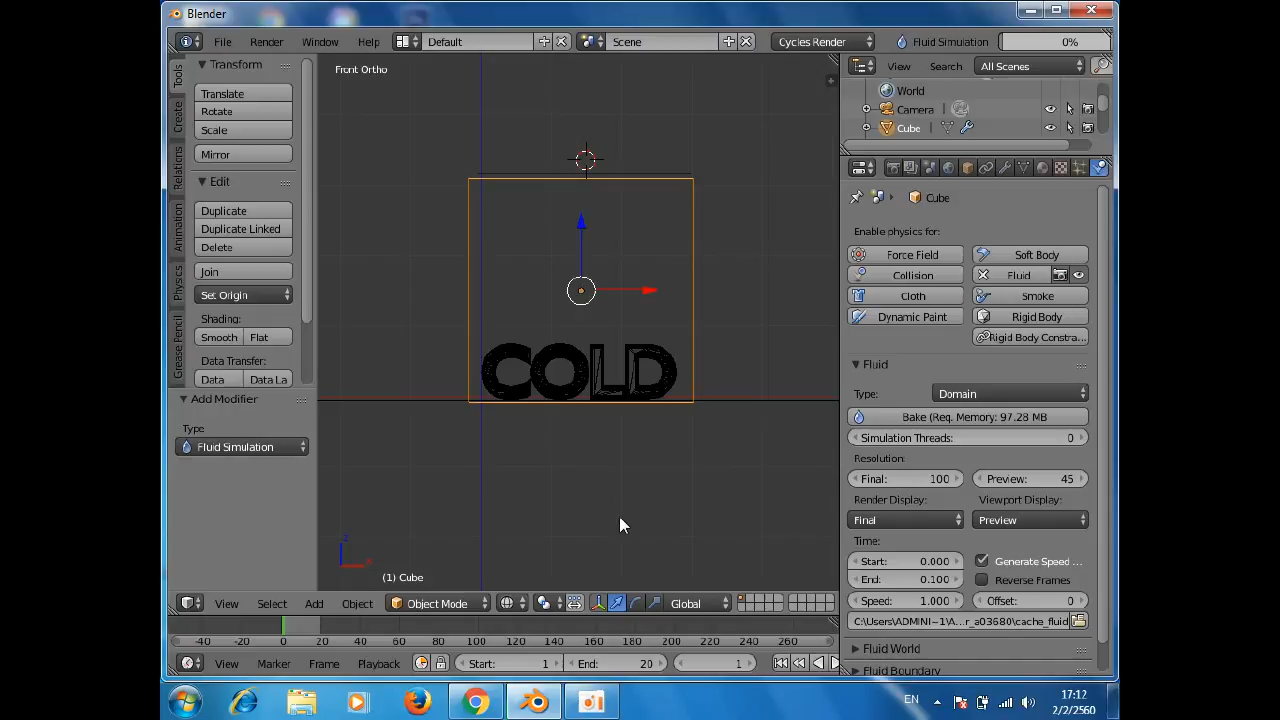 Blender
File Render Window Help Default Scene Cycles Render Fluid Simulation 0%
Tools
Create
Relations
Animation
Physics
Grease Pencil
Transform
Translate
Rotate
Scale
Mirror
Edit
Duplicate
Duplicate Linked
Delete
Join
Set Origin
Shading:
Smooth Flat
Data Transfer:
Data Data La
Add Modifier
Type
Fluid Simulation
Front Ortho
COLD
z
x
(1) Cube
View Select Add Object Object Mode Global
-40 -20 0 20 40 60 80 100 120 140 160 180 200 220 240 260
View Marker Frame Playback Start: 1 End: 20 1
View Search All Scenes
World
Camera
Cube
Cube
Enable physics for:
Force Field Soft Body
Collision Fluid
Cloth Smoke
Dynamic Paint Rigid Body
Rigid Body Constra...
Fluid
Type: Domain
Bake (Req. Memory: 97.28 MB
Simulation Threads: 0
Resolution:
Final: 100 Preview: 45
Render Display: Viewport Display:
Final Preview
Time:
Start: 0.000 Generate Speed ...
End: 0.100 Reverse Frames
Speed: 1.000 Offset: 0
C:\Users\ADMINI~1\A...r_a03680\cache_fluid
Fluid World
Fluid Boundary
EN 17:12
2/2/2560